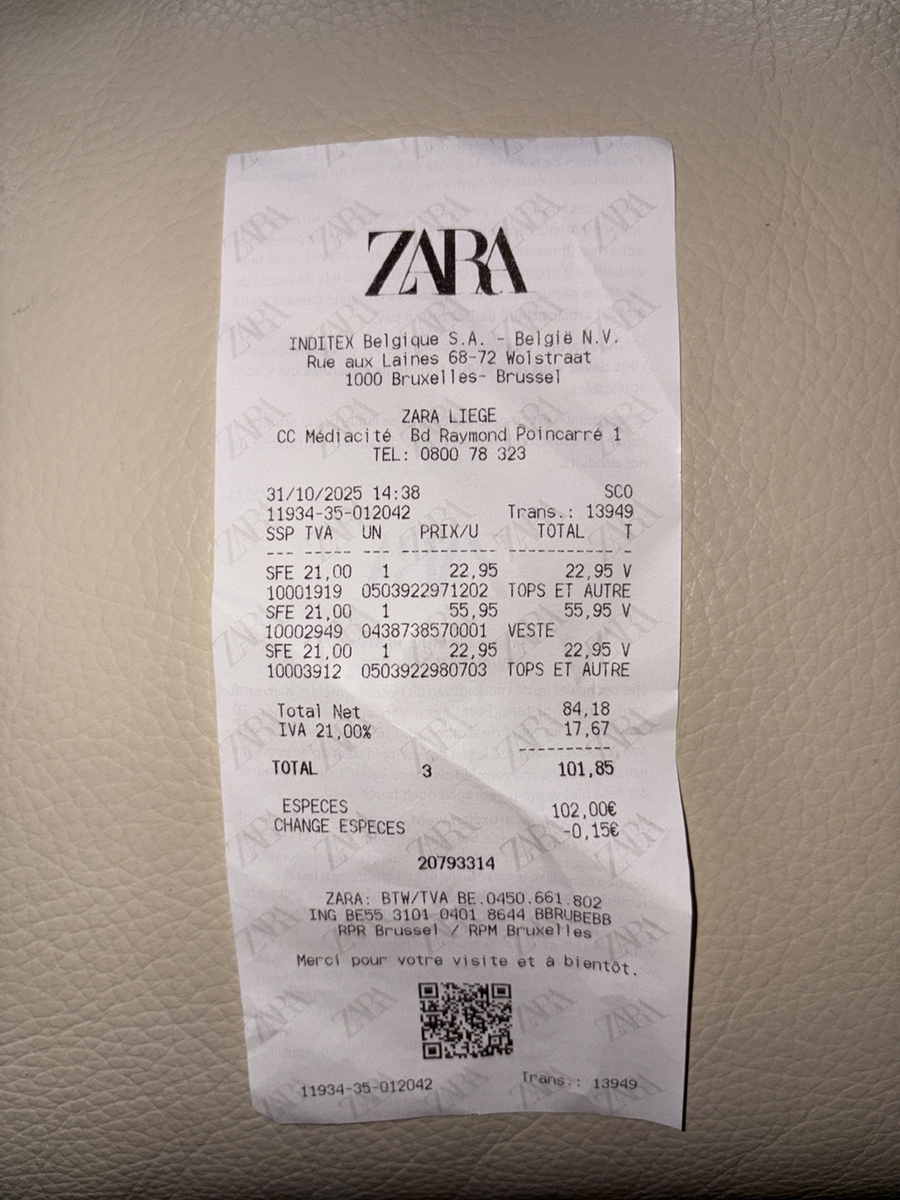 ZARA
INDITEX Belgique S.A. - België N.V.
Rue aux Laines 68-72 Wolstraat
1000 Bruxelles- Brussel
ZARA LIEGE
CC Médiacité Bd Raymond Poincarré 1
TEL: 0800 78 323
31/10/2025 14:38 SCO
11934-35-012042 Trans.: 13949
SSP TVA UN PRIX/U TOTAL T
--- ----- --- ---------- ----------- -
SFE 21,00 1 22,95 22,95 V
10001919 0503922971202 TOPS ET AUTRE
SFE 21,00 1 55,95 55,95 V
10002949 0438738570001 VESTE
SFE 21,00 1 22,95 22,95 V
10003912 0503922980703 TOPS ET AUTRE
Total Net 84,18
IVA 21,00% 17,67
----------
TOTAL 3 101,85
ESPECES 102,00€
CHANGE ESPECES -0,15€
20793314
ZARA: BTW/TVA BE.0450.661.802
ING BE55 3101 0401 8644 BBRUBEBB
RPR Brussel / RPM Bruxelles
Merci pour votre visite et à bientôt.
11934-35-012042 Trans.: 13949